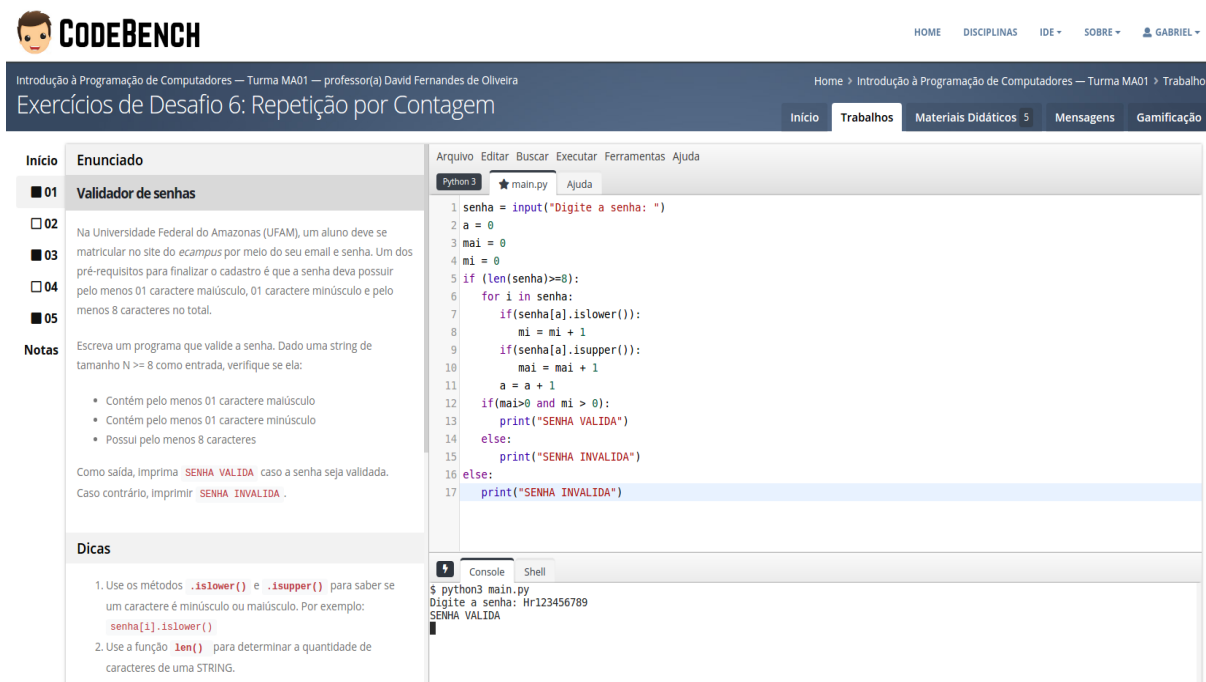 CODEBENCH
HOME DISCIPLINAS IDE SOBRE GABRIEL
Introdução à Programação de Computadores — Turma MA01 — professor(a) David Fernandes de Oliveira
Home > Introdução à Programação de Computadores — Turma MA01 > Trabalho
Exercícios de Desafio 6: Repetição por Contagem
Início Trabalhos Materiais Didáticos 5 Mensagens Gamificação
Início
01
02
03
04
05
Notas
Enunciado
Validador de senhas
Na Universidade Federal do Amazonas (UFAM), um aluno deve se
matricular no site do ecampus por meio do seu email e senha. Um dos
pré-requisitos para finalizar o cadastro é que a senha deva possuir
pelo menos 01 caractere maiúsculo, 01 caractere minúsculo e pelo
menos 8 caracteres no total.
Escreva um programa que valide a senha. Dado uma string de
tamanho N >= 8 como entrada, verifique se ela:
• Contém pelo menos 01 caractere maiúsculo
• Contém pelo menos 01 caractere minúsculo
• Possui pelo menos 8 caracteres
Como saída, imprima SENHA VALIDA caso a senha seja validada.
Caso contrário, imprimir SENHA INVALIDA .
Dicas
1. Use os métodos .islower() e .isupper() para saber se
um caractere é minúsculo ou maiúsculo. Por exemplo:
senha[i].islower()
2. Use a função len() para determinar a quantidade de
caracteres de uma STRING.
Arquivo Editar Buscar Executar Ferramentas Ajuda
Python 3 main.py Ajuda
1 senha = input("Digite a senha: ")
2 a = 0
3 mai = 0
4 mi = 0
5 if (len(senha)>=8):
6    for i in senha:
7       if(senha[a].islower()):
8          mi = mi + 1
9       if(senha[a].isupper()):
10          mai = mai + 1
11       a = a + 1
12    if(mai>0 and mi > 0):
13       print("SENHA VALIDA")
14    else:
15       print("SENHA INVALIDA")
16 else:
17    print("SENHA INVALIDA")
Console Shell
$ python3 main.py
Digite a senha: Hr123456789
SENHA VALIDA